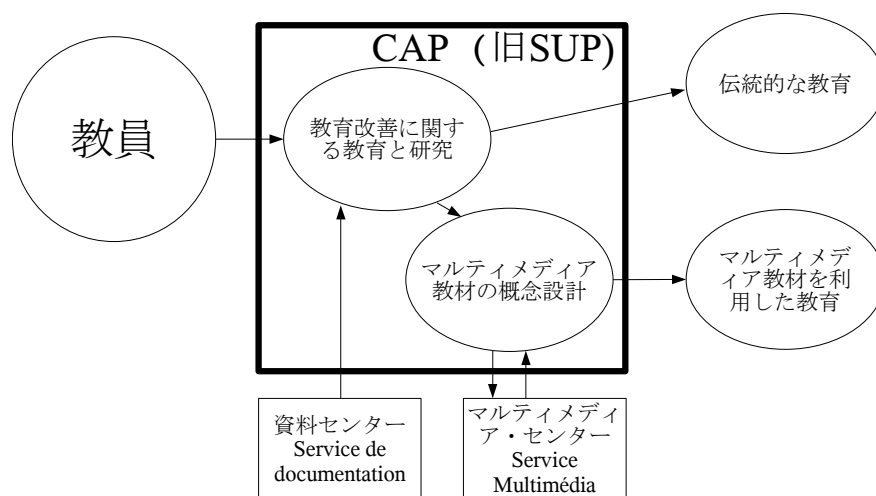 CAP (旧SUP)
教員
教育改善に関す
る教育と研究
伝統的な教育
マルティメディア
教材の概念設計
マルティメデ
ィア教材を利
用した教育
資料センター
Service de
documentation
マルティメディ
ア・センター
Service
Multimédia